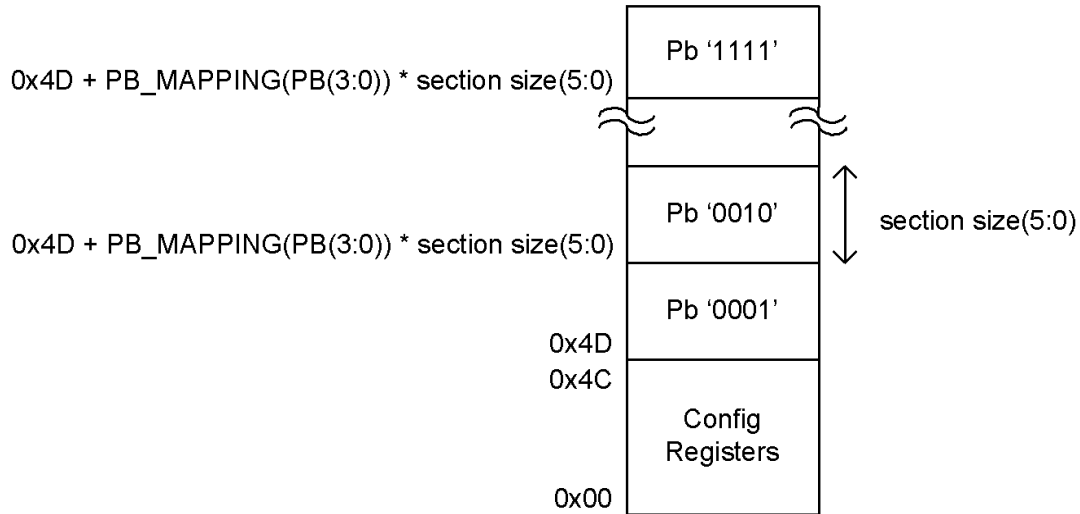 Pb ‘1111’
0x4D + PB_MAPPING(PB(3:0)) * section size(5:0)
Pb ‘0010’
section size(5:0)
0x4D + PB_MAPPING(PB(3:0)) * section size(5:0)
Pb ‘0001’
0x4D
0x4C
Config
Registers
0x00